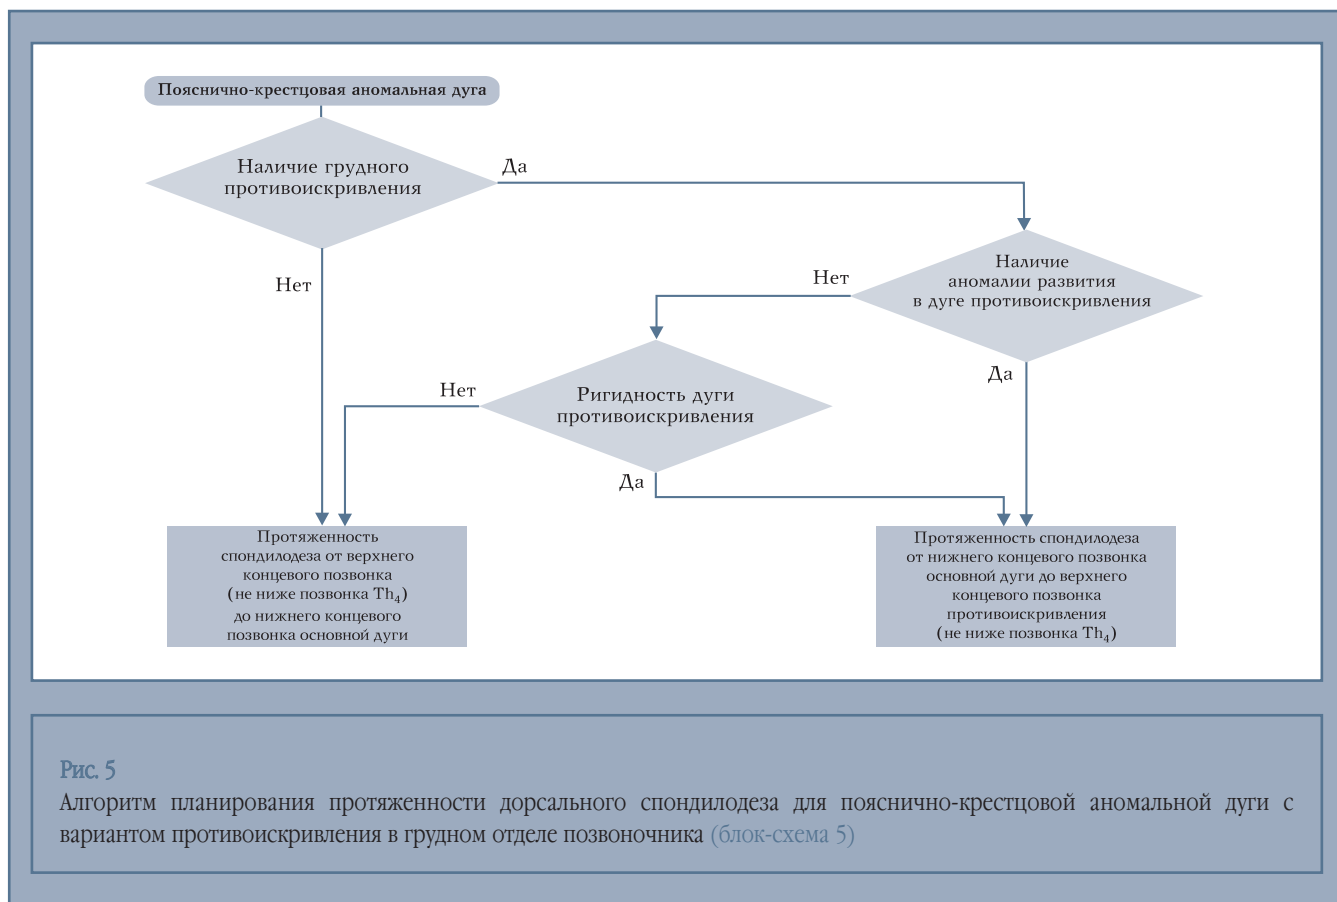 Пояснично-крестцовая аномальная дуга
Наличие грудного
противоискривления
Да
Нет
Наличие
аномалии развития
в дуге противоискривления
Нет
Да
Ригидность дуги
противоискривления
Нет
Да
Протяженность
спондилодеза от верхнего
концевого позвонка
(не ниже позвонка Th₄)
до нижнего концевого
позвонка основной дуги
Протяженность спондилодеза
от нижнего концевого позвонка
основной дуги до верхнего
концевого позвонка
противоискривления
(не ниже позвонка Th₄)
Рис. 5
Алгоритм планирования протяженности дорсального спондилодеза для пояснично-крестцовой аномальной дуги с
вариантом противоискривления в грудном отделе позвоночника (блок-схема 5)